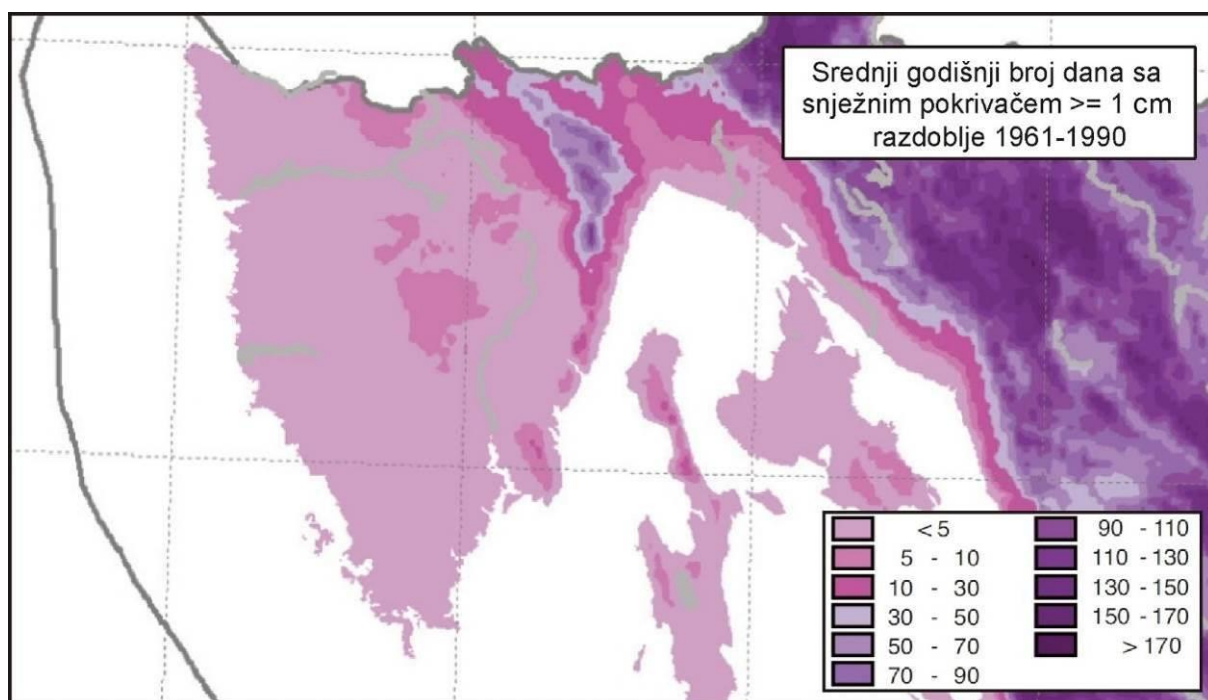 Srednji godišnji broj dana sa
snježnim pokrivačem >= 1 cm
razdoblje 1961-1990
< 5
5 - 10
10 - 30
30 - 50
50 - 70
70 - 90
90 - 110
110 - 130
130 - 150
150 - 170
> 170